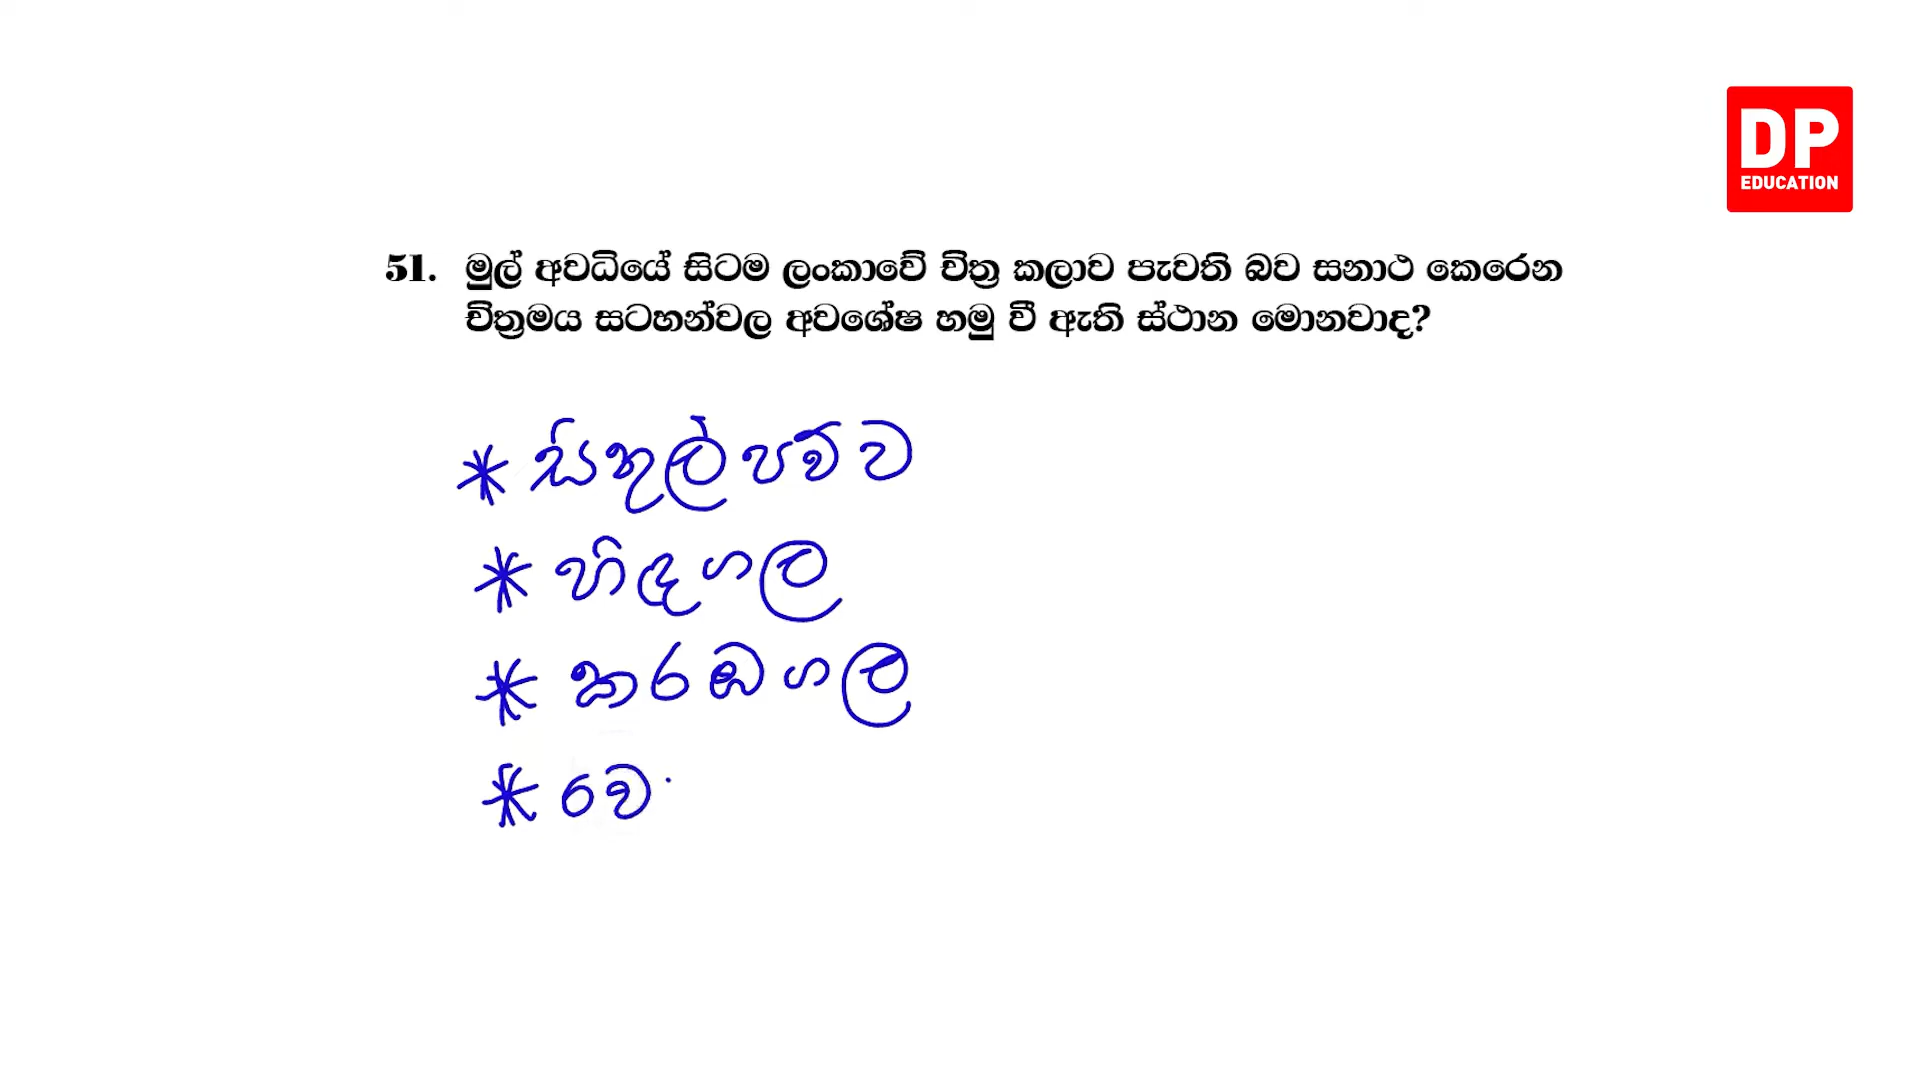 DP
EDUCATION
51. මුල් අවධියේ සිටම ලංකාවේ චිත්‍ර කලාව පැවති බව සනාථ කෙරෙන
චිත්‍රමය සටහන්වල අවශේෂ හමු වී ඇති ස්ථාන මොනවාද?
* සිතුල්පව්ව
* හිඳගල
* කරඹගල
* වෙ